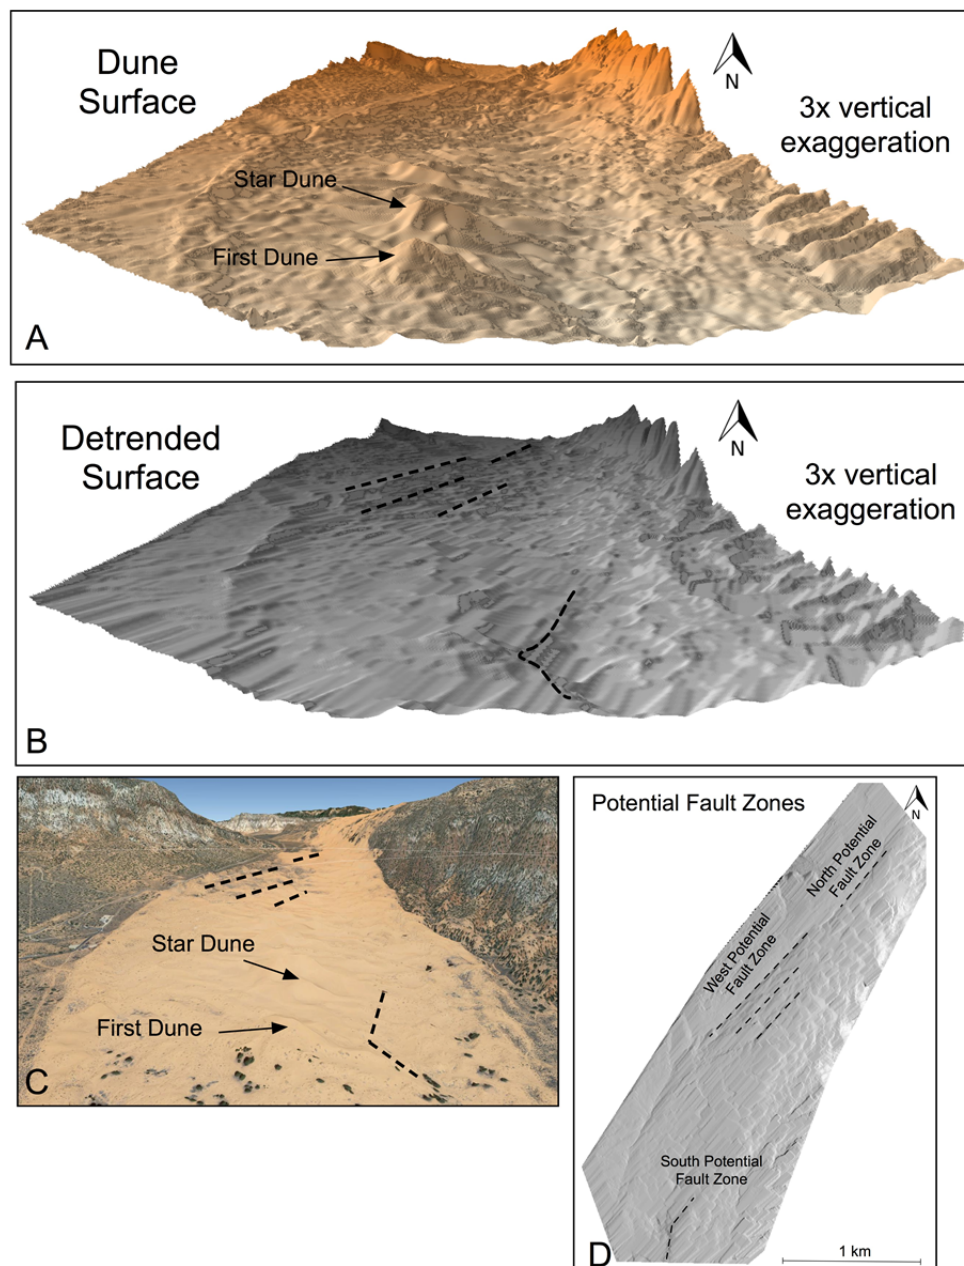 Dune
Surface
N
3x vertical
exaggeration
Star Dune
First Dune
A
Detrended
Surface
N
3x vertical
exaggeration
B
Star Dune
First Dune
C
Potential Fault Zones
N
North Potential
Fault Zone
West Potential
Fault Zone
South Potential
Fault Zone
D
1 km